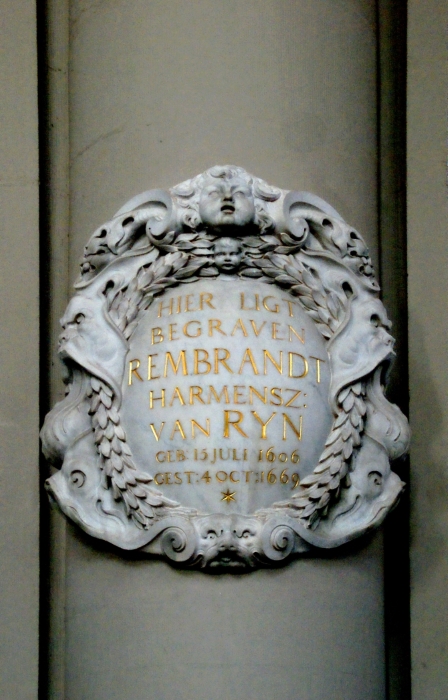 HIER LIGT
BEGRAVEN
REMBRANDT
HARMENSZ:
VAN RYN
GEB: 15 JULI 1606
GEST: 4 OCT: 1669